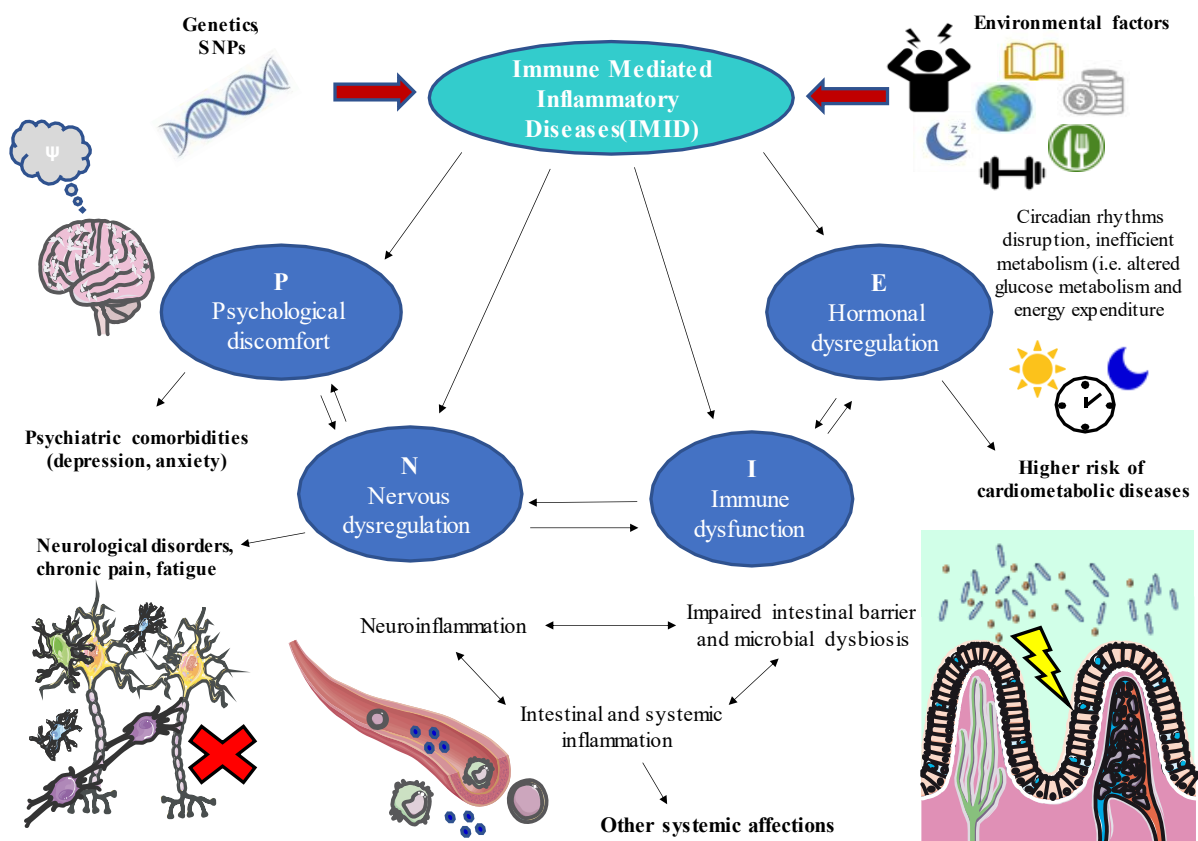 Genetics,
SNPs
Immune Mediated
Inflammatory
Diseases(IMID)
Environmental factors
Ψ
z z
Z
$
P
Psychological
discomfort
E
Hormonal
dysregulation
Circadian rhythms
disruption, inefficient
metabolism (i.e. altered
glucose metabolism and
energy expenditure
Psychiatric comorbidities
(depression, anxiety)
N
Nervous
dysregulation
I
Immune
dysfunction
Higher risk of
cardiometabolic diseases
Neurological disorders,
chronic pain, fatigue
Neuroinflammation
Impaired intestinal barrier
and microbial dysbiosis
Intestinal and systemic
inflammation
Other systemic affections